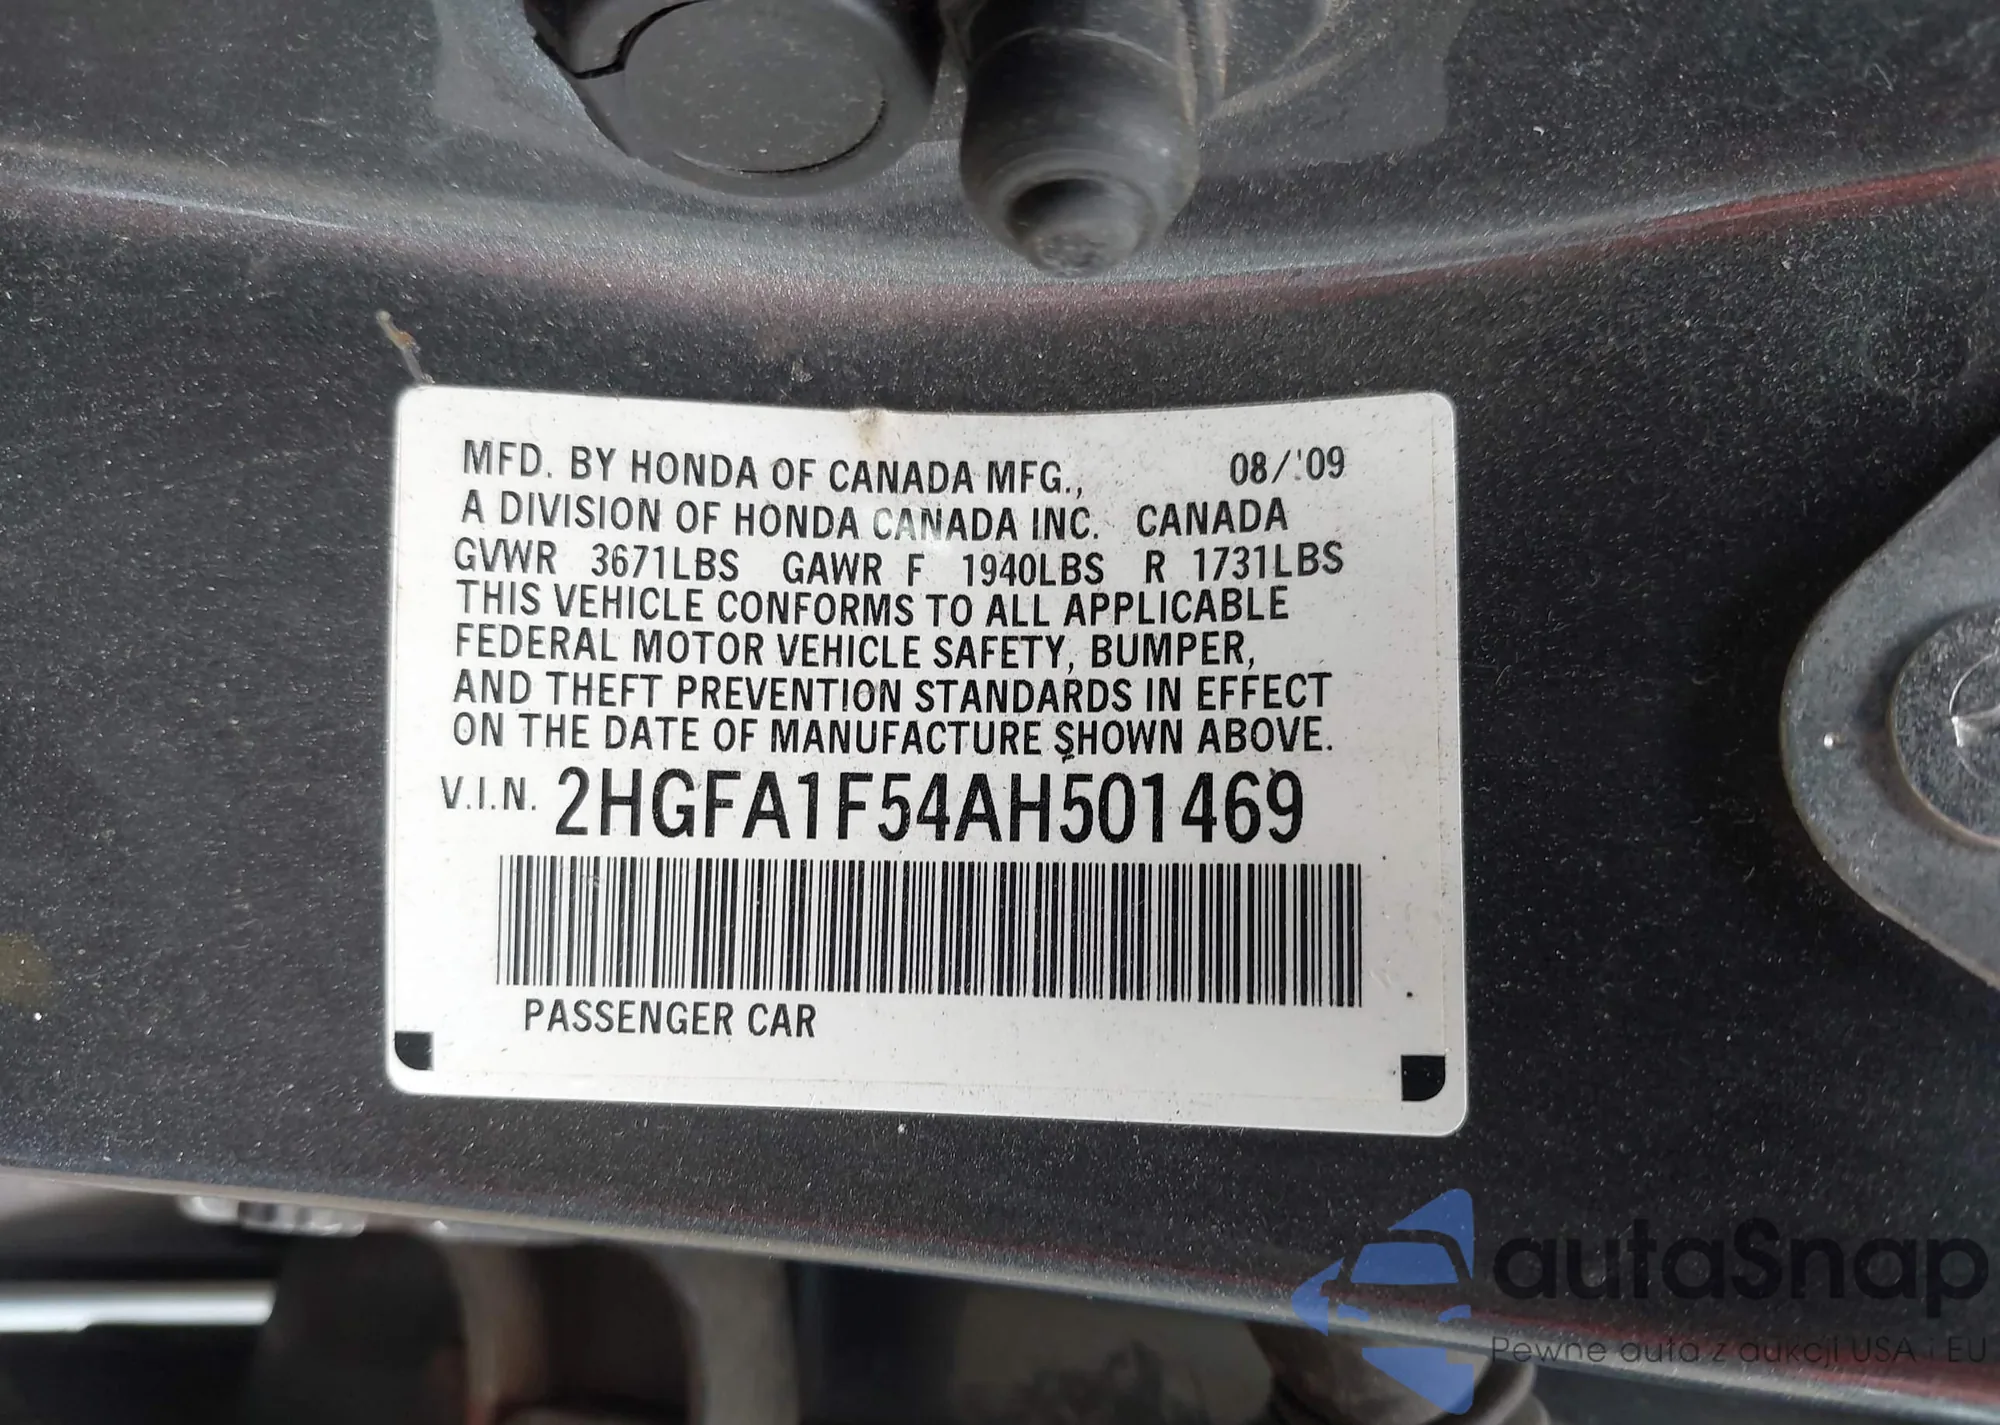 MFD. BY HONDA OF CANADA MFG., 08/'09
A DIVISION OF HONDA CANADA INC. CANADA
GVWR 3671LBS GAWR F 1940LBS R 1731LBS
THIS VEHICLE CONFORMS TO ALL APPLICABLE
FEDERAL MOTOR VEHICLE SAFETY, BUMPER,
AND THEFT PREVENTION STANDARDS IN EFFECT
ON THE DATE OF MANUFACTURE SHOWN ABOVE.
V.I.N. 2HGFA1F54AH501469
PASSENGER CAR
autaSnap
Pewne auta z aukcji USA i EU